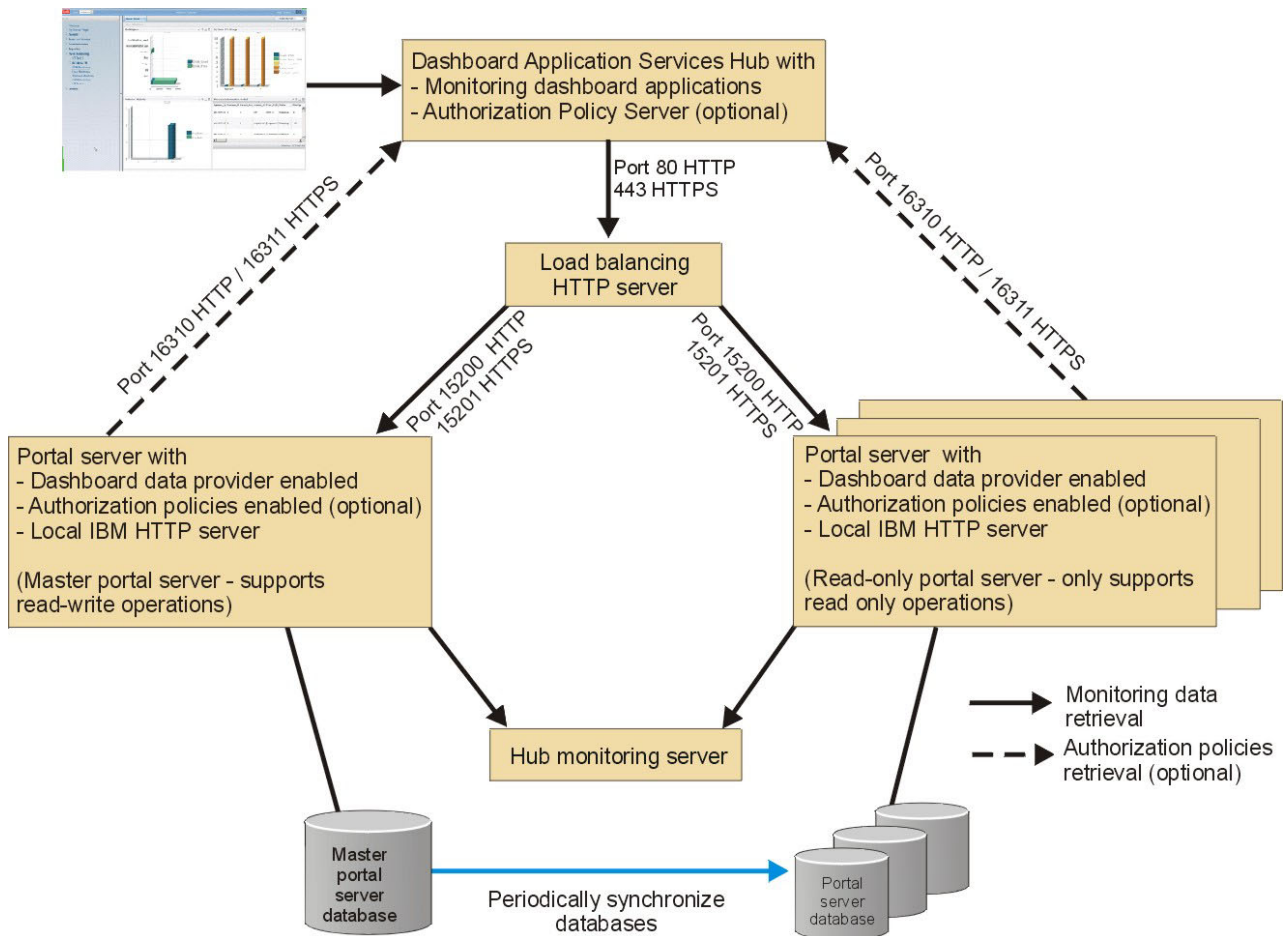 Dashboard Application Services Hub with
- Monitoring dashboard applications
- Authorization Policy Server (optional)
Port 80 HTTP
443 HTTPS
Port 16310 HTTP / 16311 HTTPS
Port 16310 HTTP / 16311 HTTPS
Load balancing
HTTP server
Port 15200 HTTP
15201 HTTPS
Port 15200 HTTP
15201 HTTPS
Portal server with
- Dashboard data provider enabled
- Authorization policies enabled (optional)
- Local IBM HTTP server
(Master portal server - supports
read-write operations)
Portal server with
- Dashboard data provider enabled
- Authorization policies enabled (optional)
- Local IBM HTTP server
(Read-only portal server - only supports
read only operations)
Hub monitoring server
Monitoring data
retrieval
Authorization policies
retrieval (optional)
Master
portal
server
database
Periodically synchronize
databases
Portal
server
database